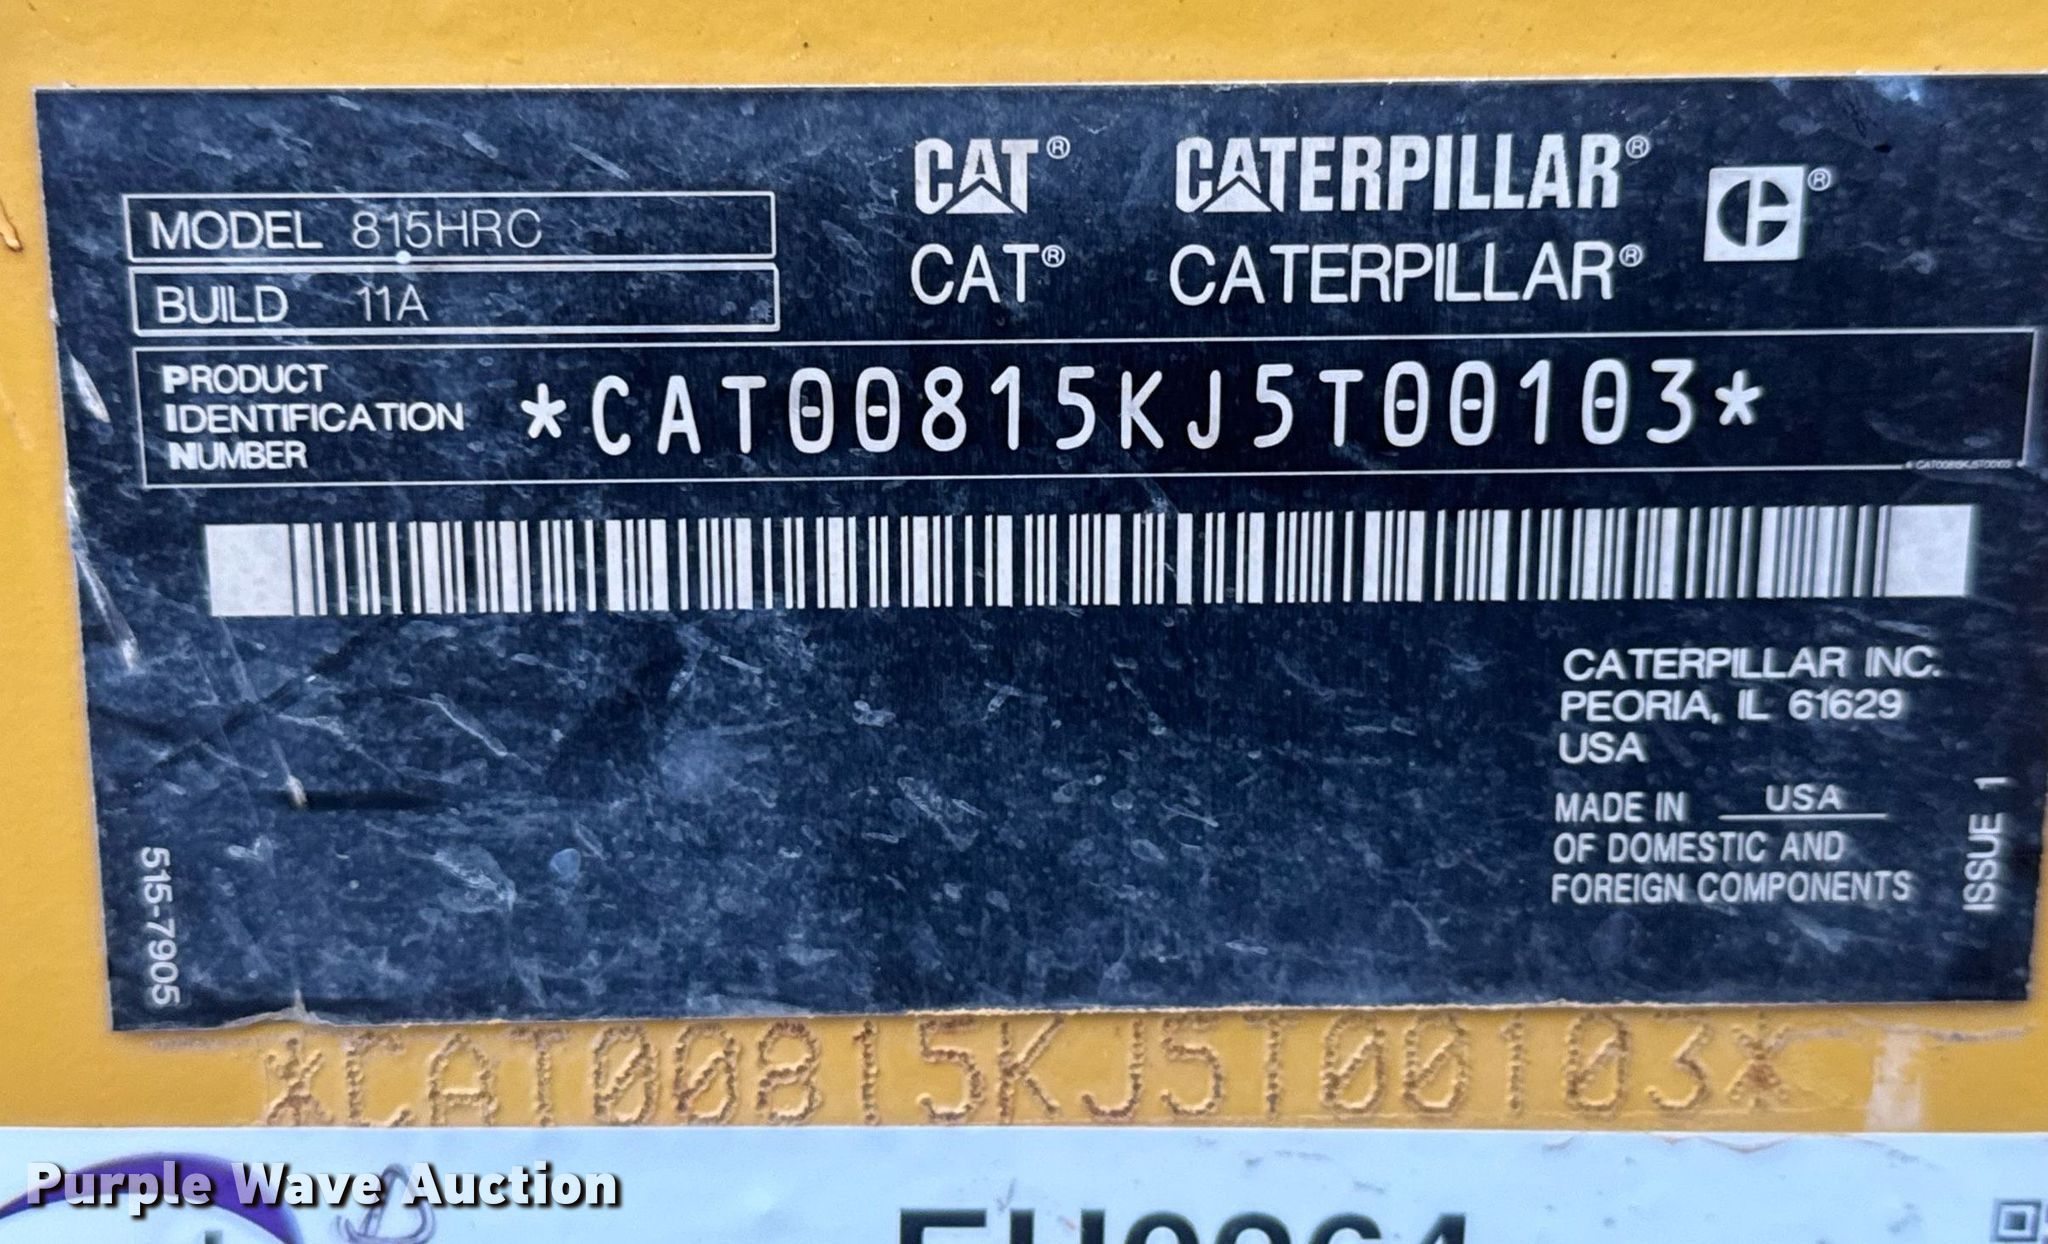 CAT® CATERPILLAR®
CAT® CATERPILLAR®
C ®
MODEL 815HRC
BUILD 11A
PRODUCT
IDENTIFICATION
NUMBER
*CAT00815KJ5T00103*
*CAT00815KJ5T00103*
CATERPILLAR INC.
PEORIA, IL 61629
USA
MADE IN USA
OF DOMESTIC AND
FOREIGN COMPONENTS
ISSUE 1
515-7905
*CAT00815KJ5T00103*
Purple Wave Auction